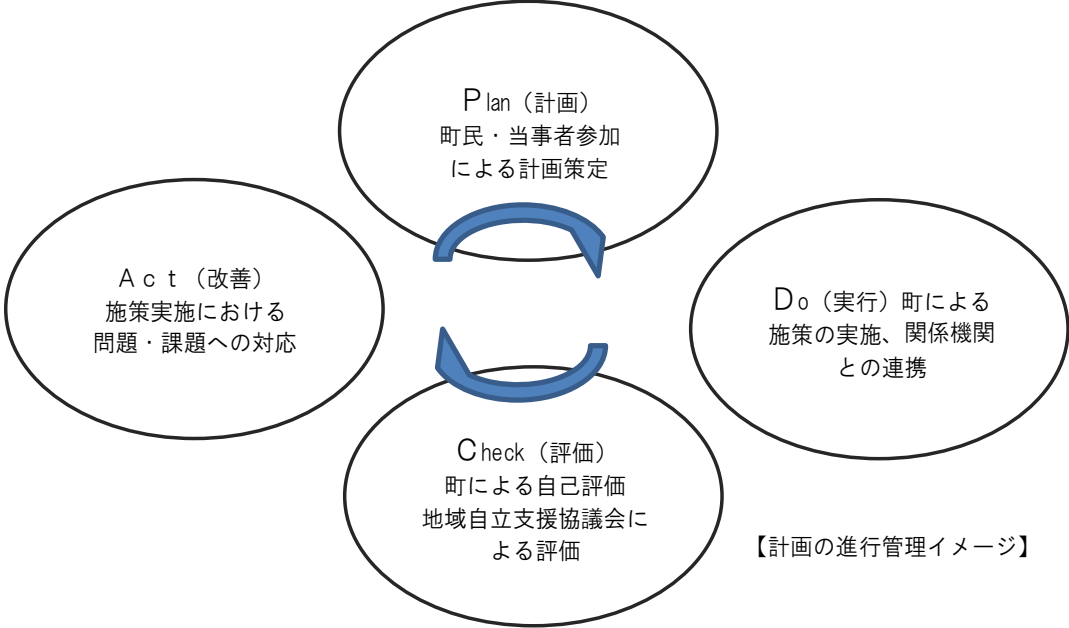 Plan（計画）
町民・当事者参加
による計画策定
Act（改善）
施策実施における
問題・課題への対応
Do（実行）町による
施策の実施、関係機関
との連携
Check（評価）
町による自己評価
地域自立支援協議会に
よる評価
【計画の進行管理イメージ】